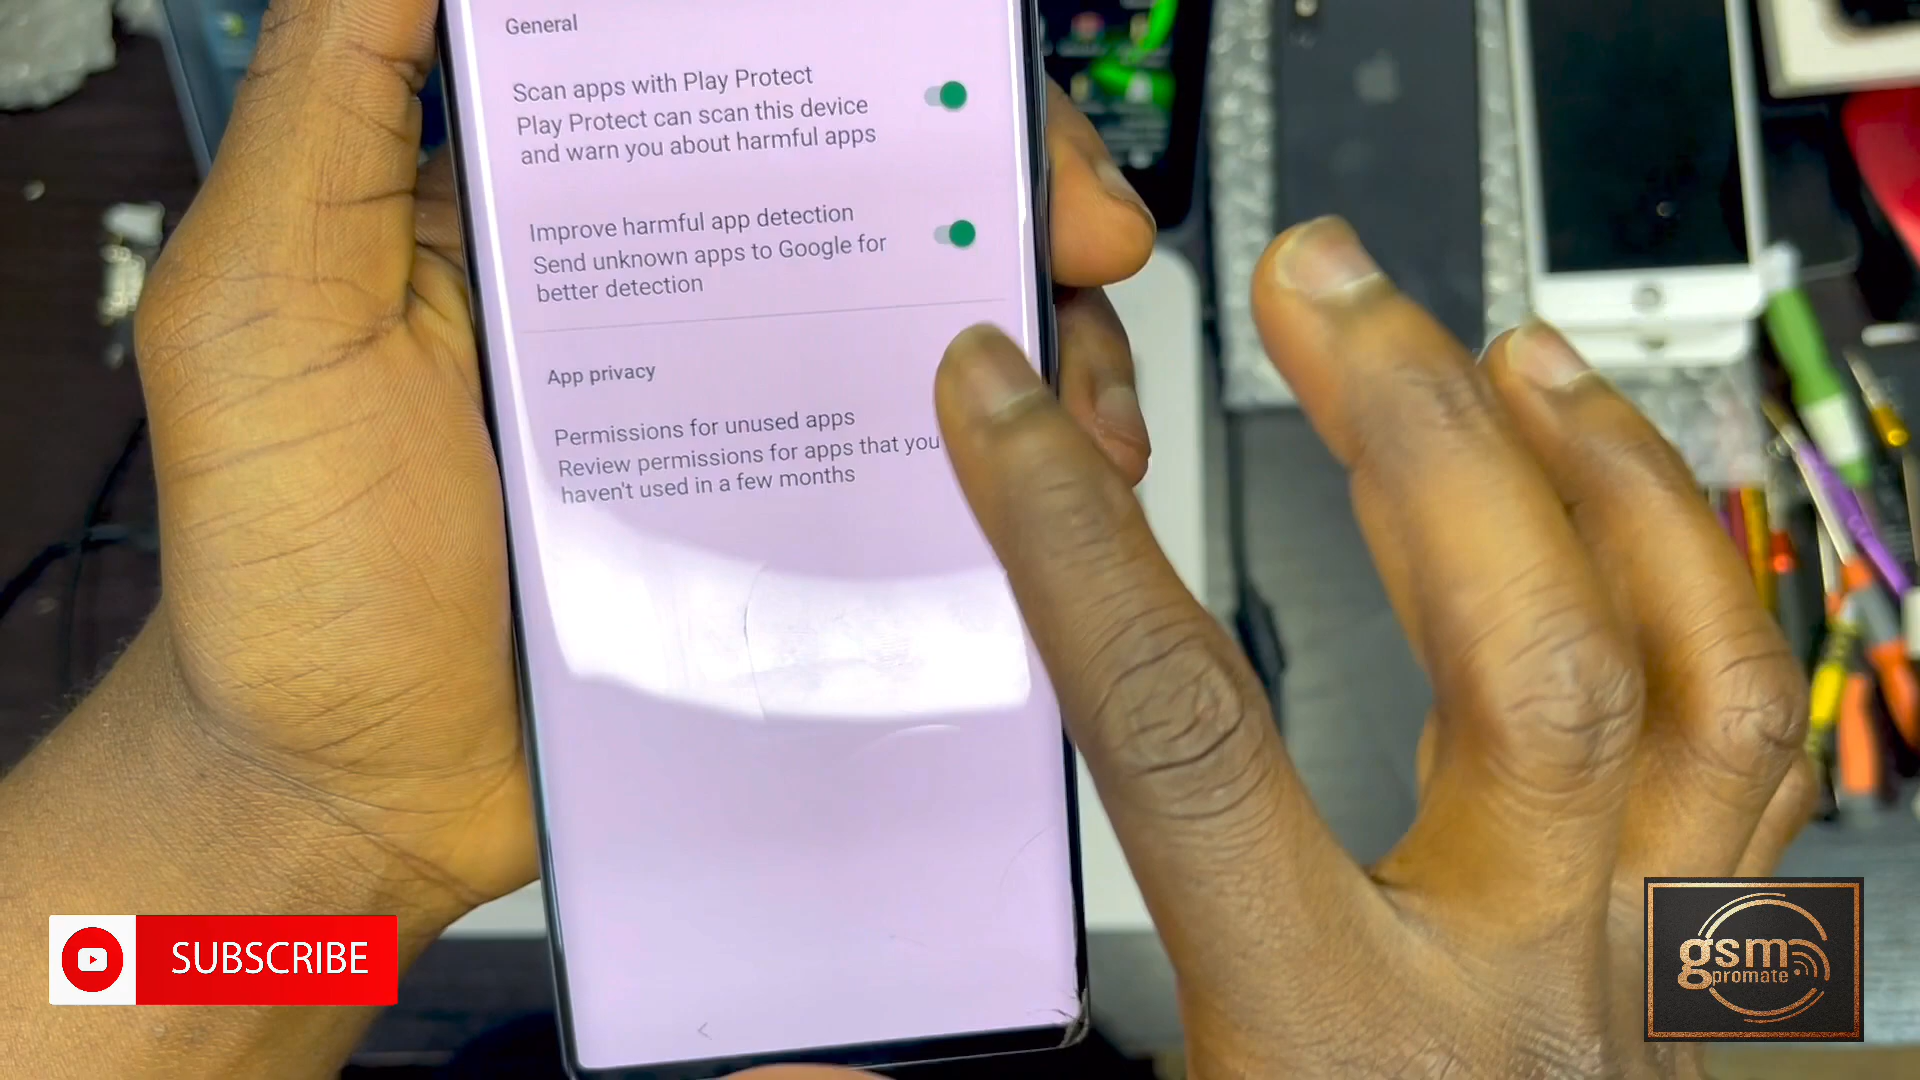 General
Scan apps with Play Protect
Play Protect can scan this device
and warn you about harmful apps
Improve harmful app detection
Send unknown apps to Google for
better detection
App privacy
Permissions for unused apps
Review permissions for apps that you
haven't used in a few months
SUBSCRIBE
gsm
promate